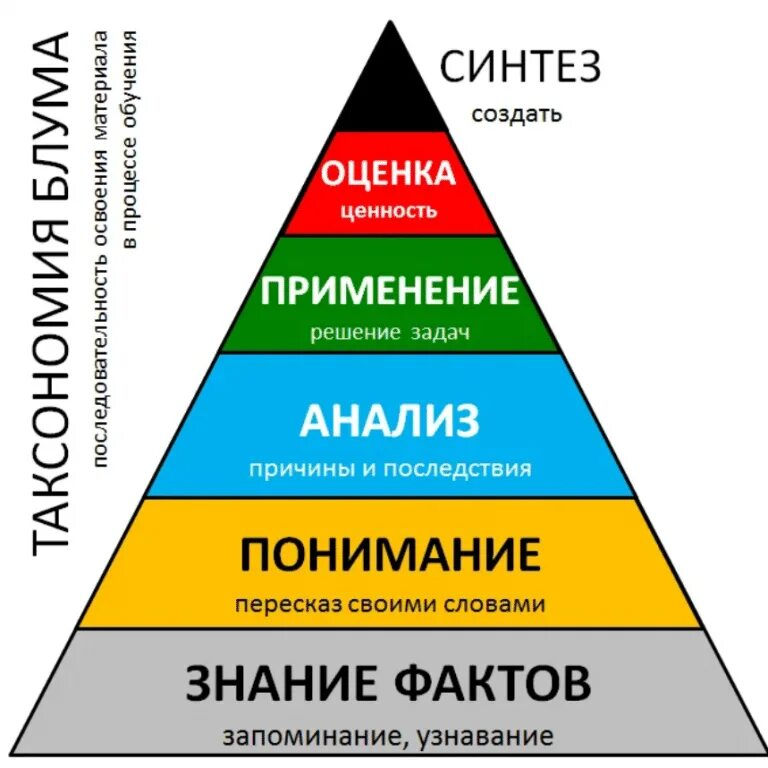 ТАКСОНОМИЯ БЛУМА
последовательность освоения материала
в процессе обучения
СИНТЕЗ
создать
ОЦЕНКА
ценность
ПРИМЕНЕНИЕ
решение задач
АНАЛИЗ
причины и последствия
ПОНИМАНИЕ
пересказ своими словами
ЗНАНИЕ ФАКТОВ
запоминание, узнавание